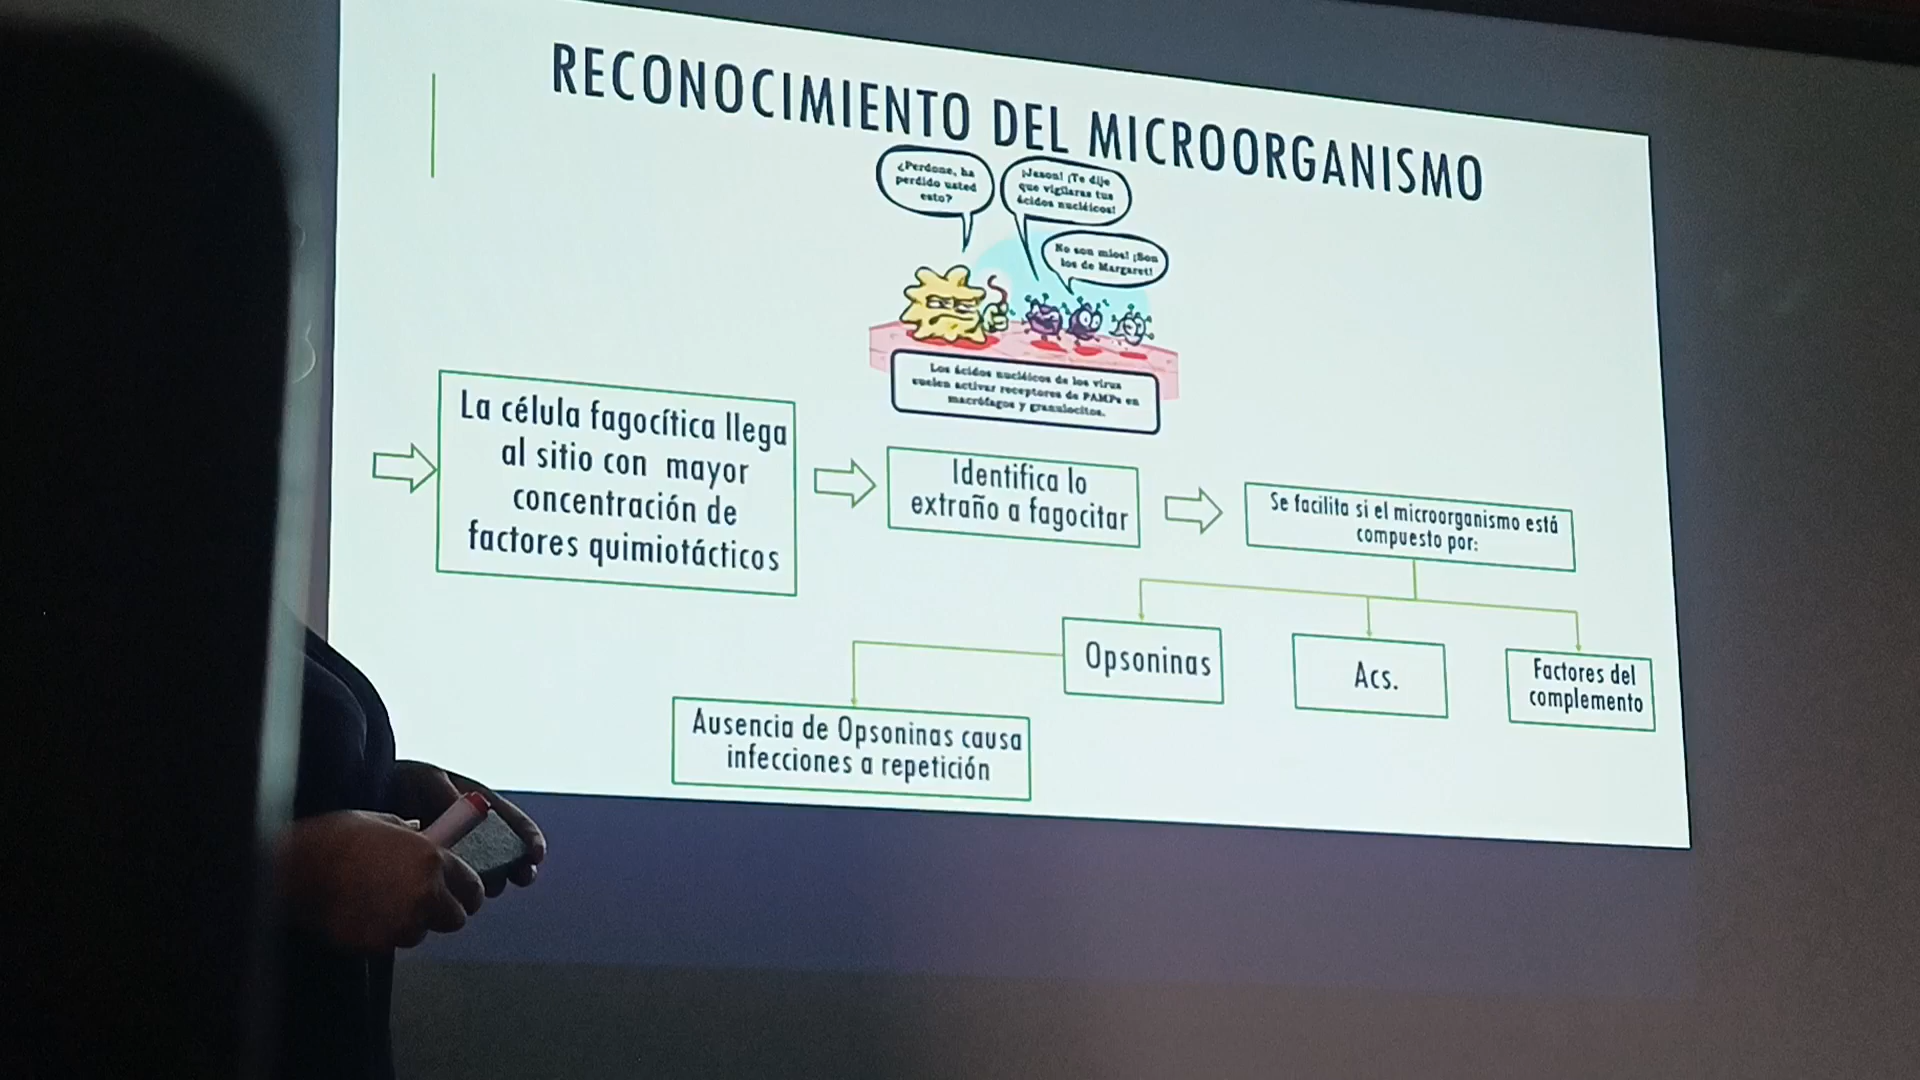 RECONOCIMIENTO DEL MICROORGANISMO
¿Perdone, ha
perdido usted
esto?
¡Jason! ¡Te dije
que vigilaras tus
ácidos nucléicos!
No son mios! ¡Son
los de Margaret!
Los ácidos nucléicos de los virus
suelen activar receptores de PAMPs en
macrófagos y granulocitos.
La célula fagocítica llega
al sitio con mayor
concentración de
factores quimiotácticos
Identifica lo
extraño a fagocitar
Se facilita si el microorganismo está
compuesto por:
Opsoninas
Acs.
Factores del
complemento
Ausencia de Opsoninas causa
infecciones a repetición